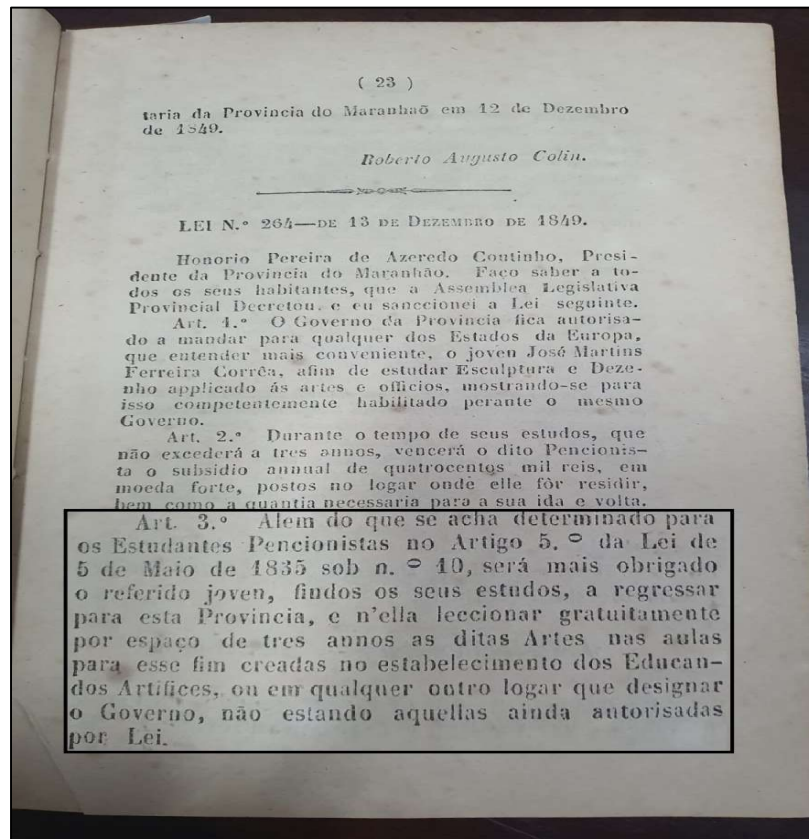 ( 23 )
taria da Provincia do Maranhaõ em 12 de Dezembro
de 1849.
Roberto Augusto Colin.
LEI N.º 264—DE 13 DE DEZEMBRO DE 1849.
Honorio Pereira de Azeredo Coutinho, Presi-
dente da Provincia do Maranhão. Faço saber a to-
dos os seus habitantes, que a Assemblea Legislativa
Provincial Decretou, e eu sanccionei a Lei seguinte.
Art. 1.º O Governo da Provincia fica autorisa-
do a mandar para qualquer dos Estados da Europa,
que entender mais conveniente, o joven José Martins
Ferreira Corrêa, afim de estudar Esculptura e Deze-
nho applicado ás artes e officios, mostrando-se para
isso competentemente habilitado perante o mesmo
Governo.
Art. 2.º Durante o tempo de seus estudos, que
não excederá a tres annos, vencerá o dito Pencionis-
ta o subsidio annual de quatrocentos mil reis, em
moeda forte, postos no logar onde elle fôr residir,
bem como a quantia necessaria para a sua ida e volta.
Art. 3.º Alem do que se acha determinado para
os Estudantes Pencionistas no Artigo 5.º da Lei de
5 de Maio de 1835 sob n.º 10, será mais obrigado
o referido joven, findos os seus estudos, a regressar
para esta Provincia, e n'ella leccionar gratuitamente
por espaço de tres annos as ditas Artes nas aulas
para esse fim creadas no estabelecimento dos Educan-
dos Artifices, ou em qualquer outro logar que designar
o Governo, não estando aquellas ainda autorisadas
por Lei.